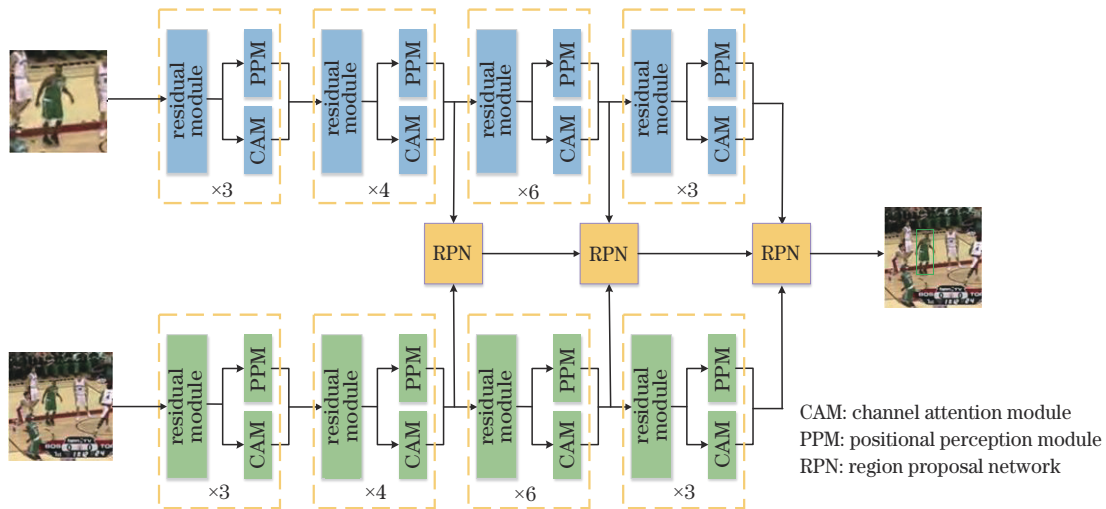 residual module
PPM
CAM
×3
residual module
PPM
CAM
×4
residual module
PPM
CAM
×6
residual module
PPM
CAM
×3
RPN
RPN
RPN
residual module
PPM
CAM
×3
residual module
PPM
CAM
×4
residual module
PPM
CAM
×6
residual module
PPM
CAM
×3
CAM: channel attention module
PPM: positional perception module
RPN: region proposal network